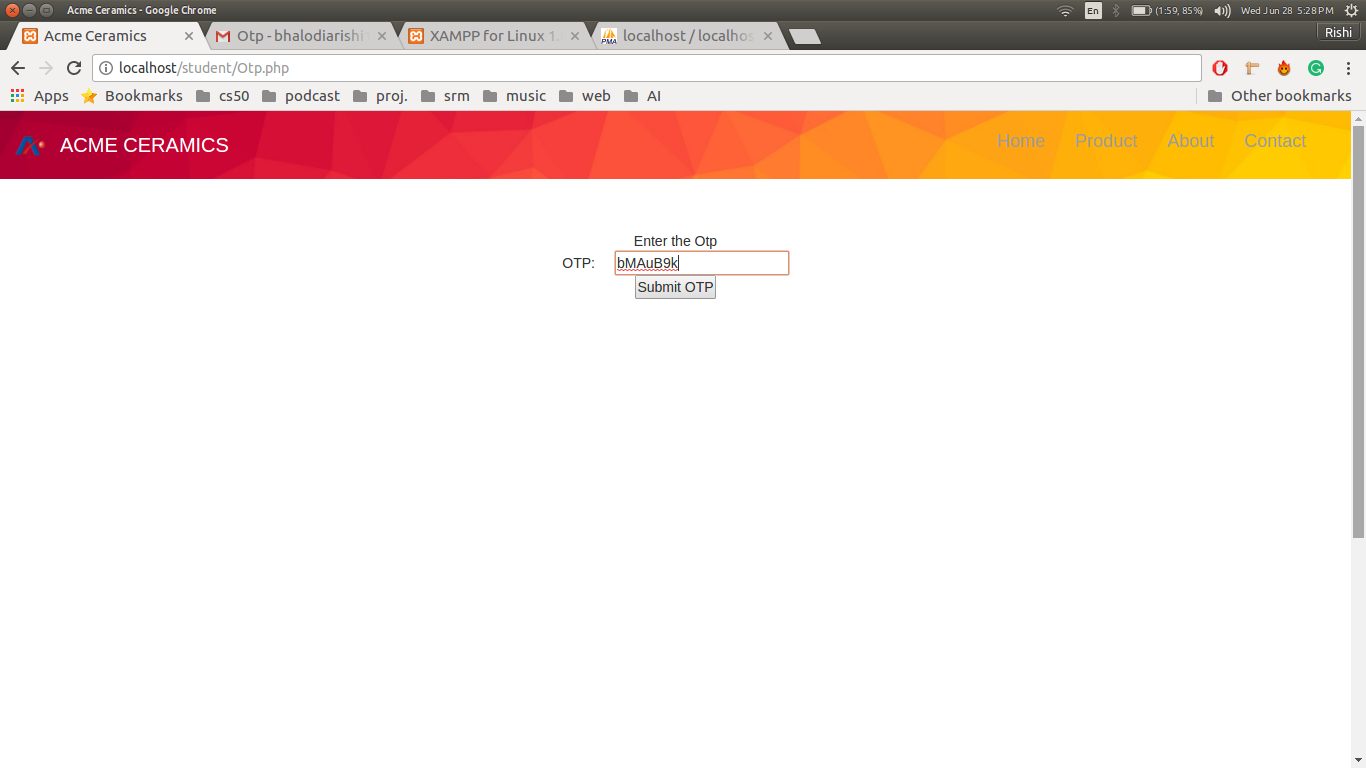 Acme Ceramics - Google Chrome
En
(1:59, 85%)
Wed Jun 28 5:28 PM
Acme Ceramics
Otp - bhalodiarishi
XAMPP for Linux 1.
localhost / localhos
PMA
Rishi
localhost/student/Otp.php
Apps
Bookmarks
cs50
podcast
proj.
srm
music
web
AI
Other bookmarks
ACME CERAMICS
Home
Product
About
Contact
Enter the Otp
OTP: bMAuB9k
Submit OTP